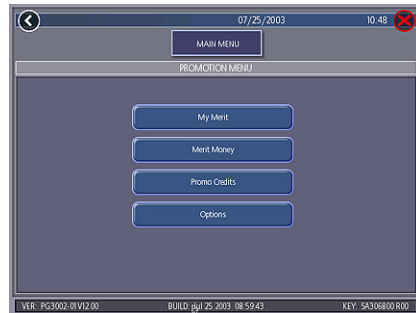 07/25/2003 10:48
MAIN MENU
PROMOTION MENU
My Merit
Merit Money
Promo Credits
Options
VER: PG3002-01V12.00 BUILD: Jul 25 2003 08:59:43 KEY: SA306800 R00